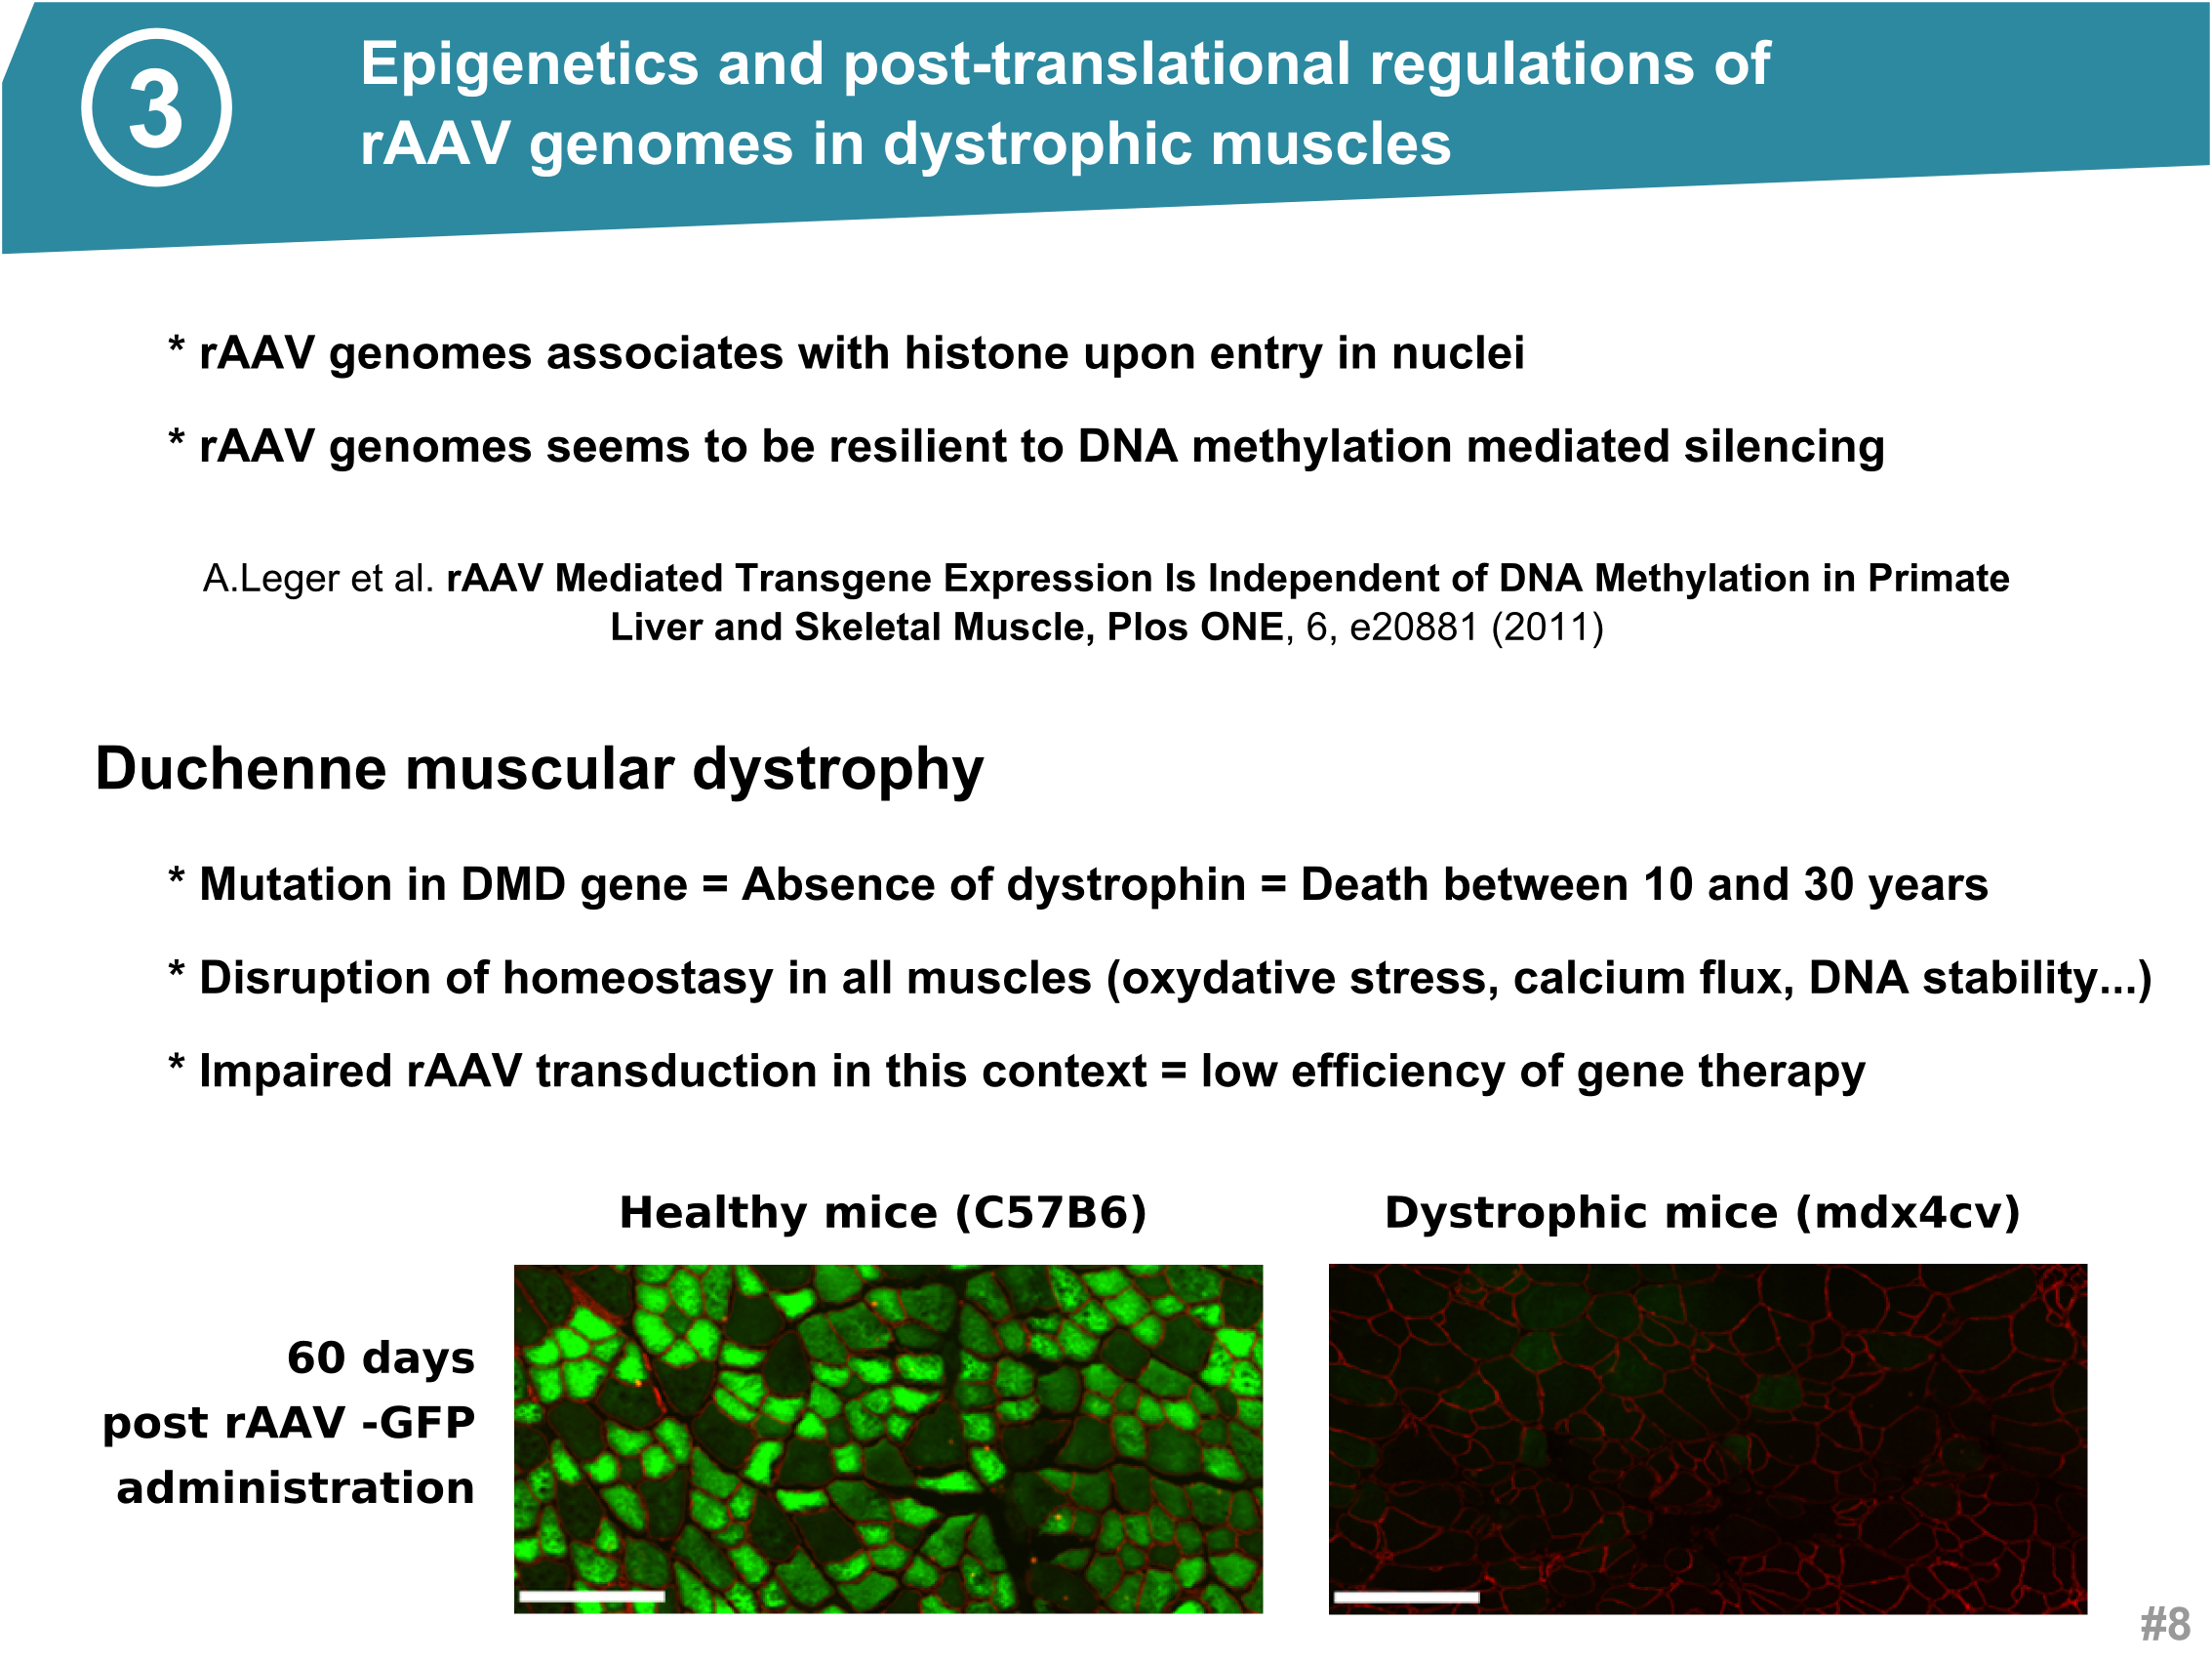 3
Epigenetics and post-translational regulations of
rAAV genomes in dystrophic muscles
* rAAV genomes associates with histone upon entry in nuclei
* rAAV genomes seems to be resilient to DNA methylation mediated silencing
A.Leger et al. rAAV Mediated Transgene Expression Is Independent of DNA Methylation in Primate
Liver and Skeletal Muscle, Plos ONE, 6, e20881 (2011)
Duchenne muscular dystrophy
* Mutation in DMD gene = Absence of dystrophin = Death between 10 and 30 years
* Disruption of homeostasy in all muscles (oxydative stress, calcium flux, DNA stability...)
* Impaired rAAV transduction in this context = low efficiency of gene therapy
Healthy mice (C57B6)
Dystrophic mice (mdx4cv)
60 days
post rAAV -GFP
administration
#8